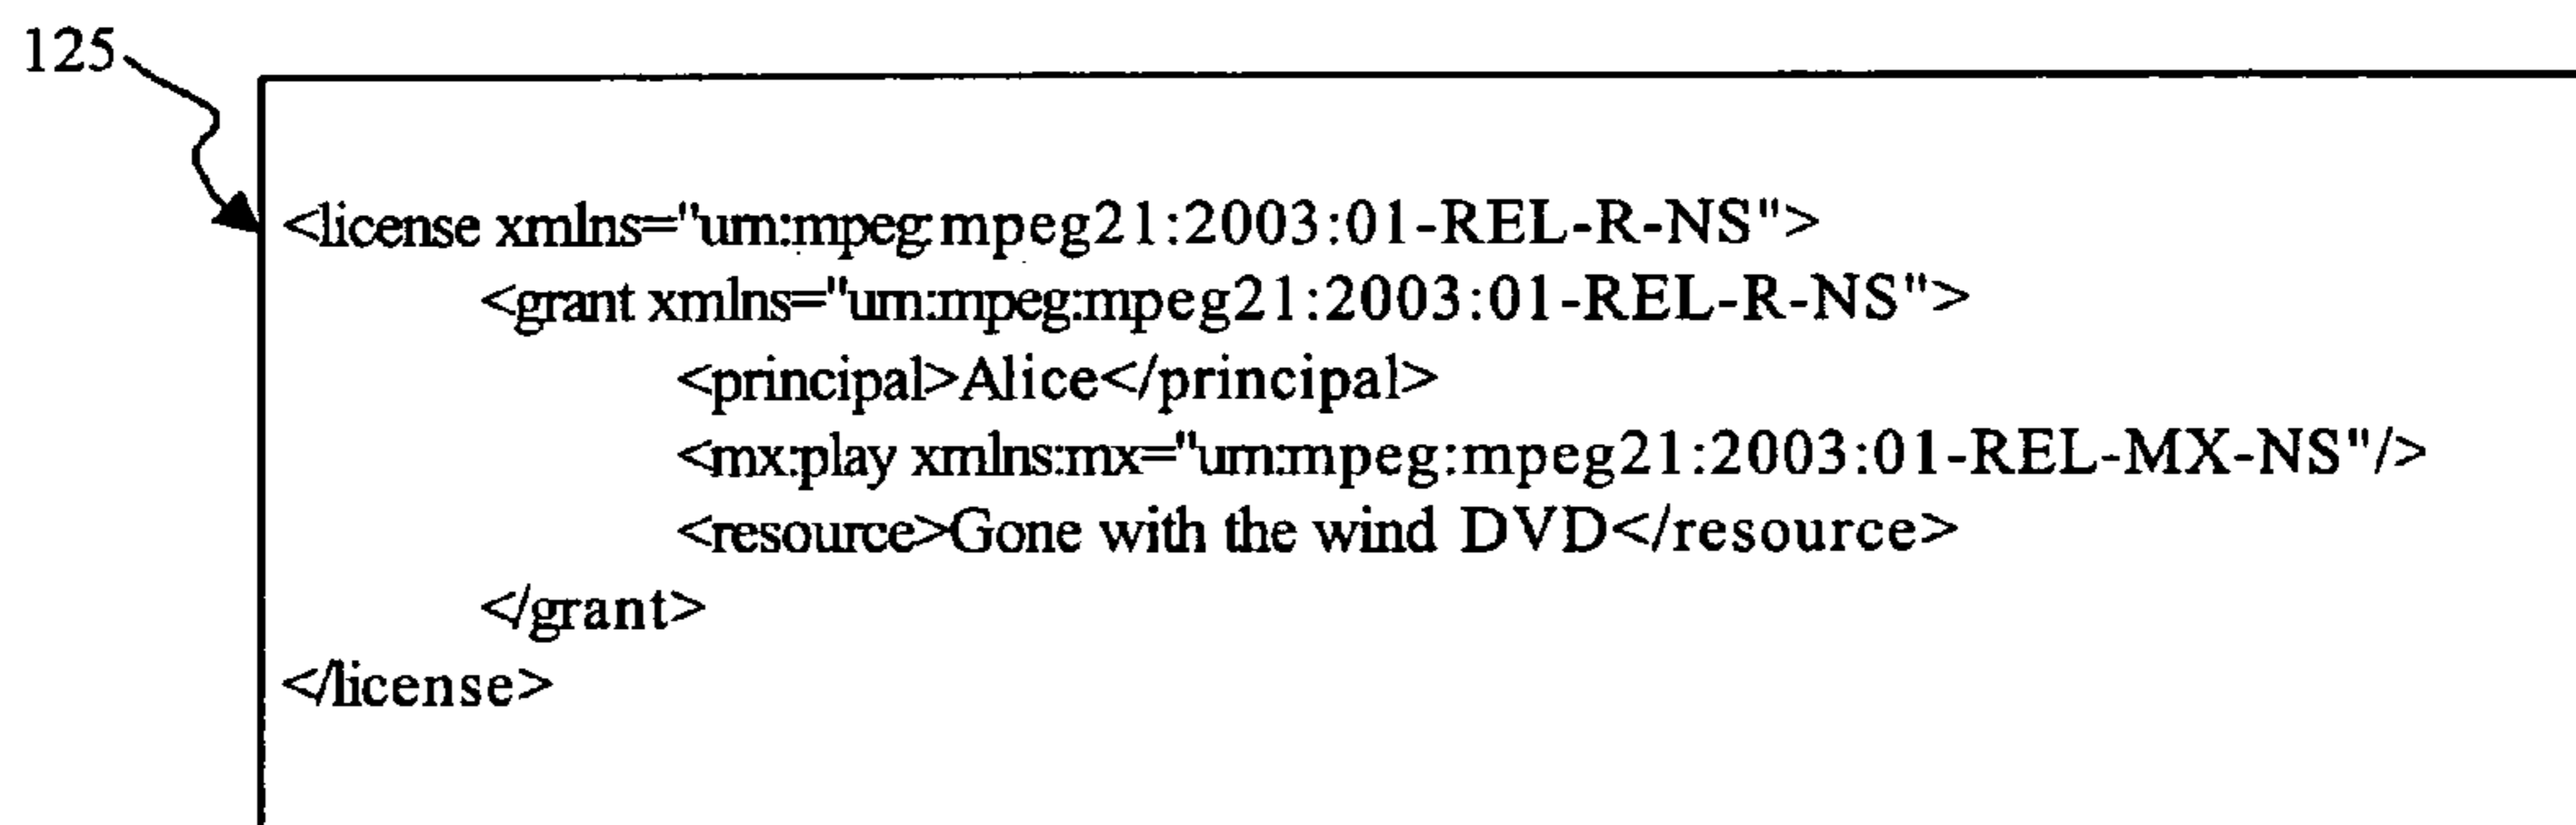 125
<license xmlns="urn:mpeg:mpeg21:2003:01-REL-R-NS">
<grant xmlns="urn:mpeg:mpeg21:2003:01-REL-R-NS">
<principal>Alice</principal>
<mx:play xmlns:mx="urn:mpeg:mpeg21:2003:01-REL-MX-NS"/>
<resource>Gone with the wind DVD</resource>
</grant>
</license>